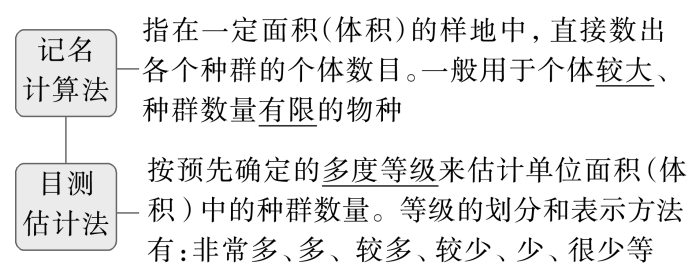 记名
计算法
指在一定面积(体积)的样地中,直接数出
各个种群的个体数目。一般用于个体较大、
种群数量有限的物种
目测
估计法
按预先确定的多度等级来估计单位面积(体
积)中的种群数量。等级的划分和表示方法
有:非常多、多、较多、较少、少、很少等